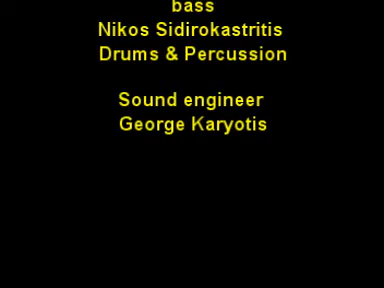 bass
Nikos Sidirokastritis
Drums & Percussion
Sound engineer
George Karyotis